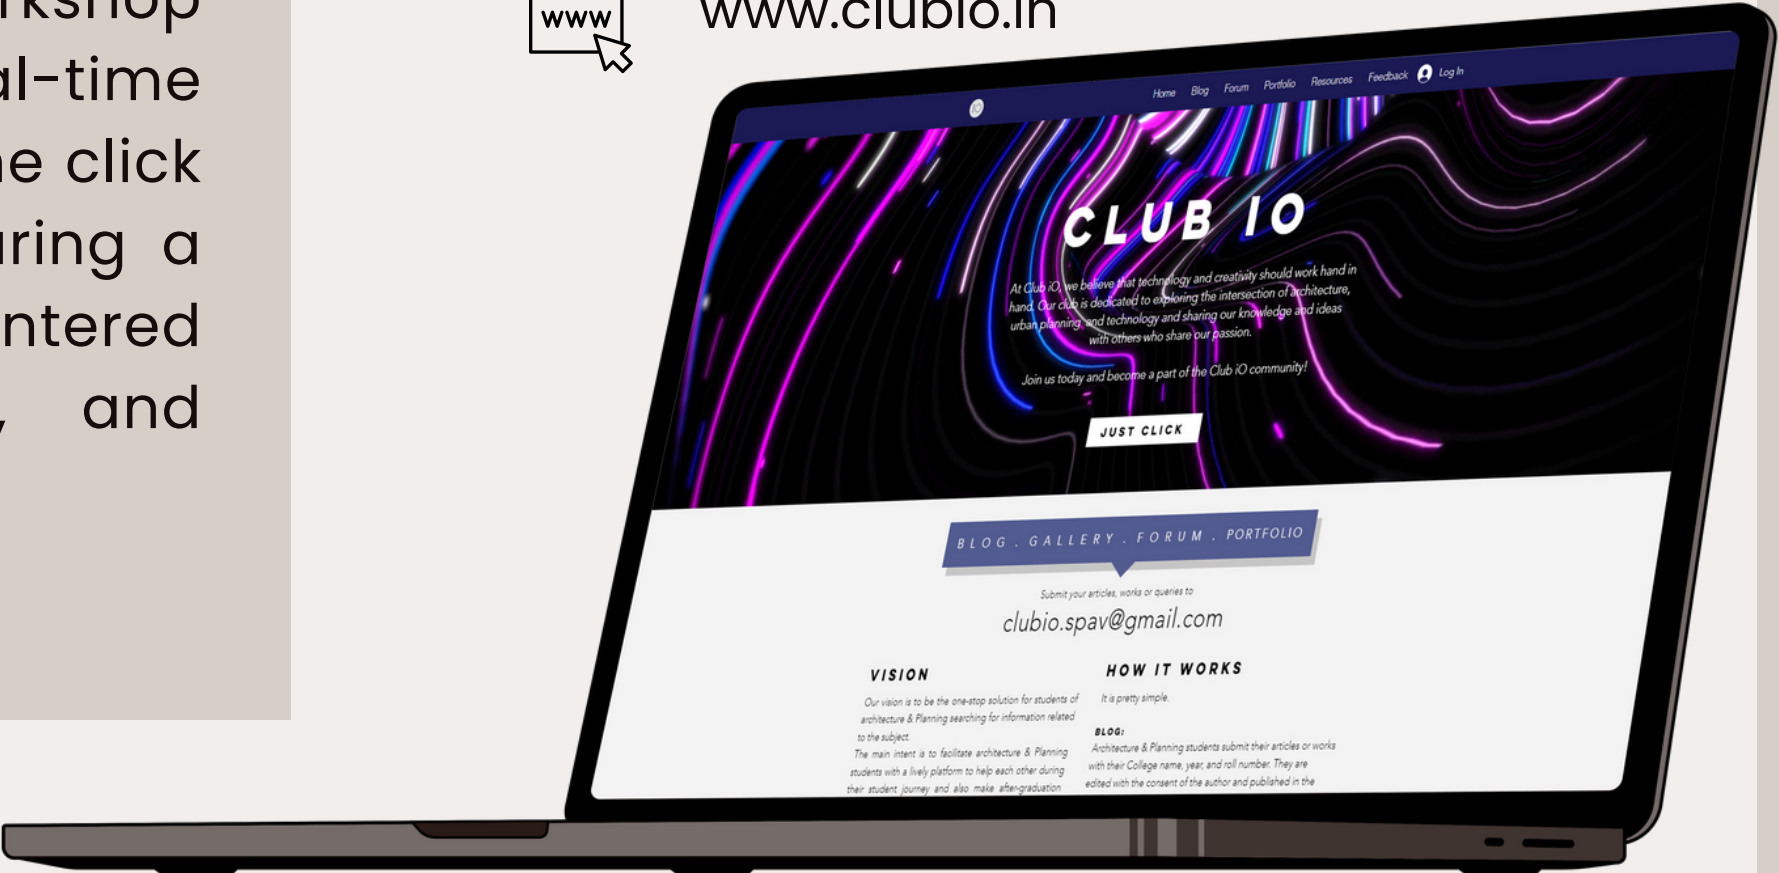 rkshop
al-time
ne click
uring a
ntered
, and
www
www.clubio.in
iO
Home Blog Forum Portfolio Resources Feedback Log In
CLUB IO
At Club iO, we believe that technology and creativity should work hand in
hand. Our club is dedicated to exploring the intersection of architecture,
urban planning, and technology and sharing our knowledge and ideas
with others who share our passion.
Join us today and become a part of the Club iO community!
JUST CLICK
BLOG . GALLERY . FORUM . PORTFOLIO
Submit your articles, works or queries to
clubio.spav@gmail.com
VISION
Our vision is to be the one-stop solution for students of
architecture & Planning searching for information related
to the subject.
The main intent is to facilitate architecture & Planning
students with a lively platform to help each other during
their student journey and also make after-graduation
HOW IT WORKS
It is pretty simple.
BLOG:
Architecture & Planning students submit their articles or works
with their College name, year, and roll number. They are
edited with the consent of the author and published in the